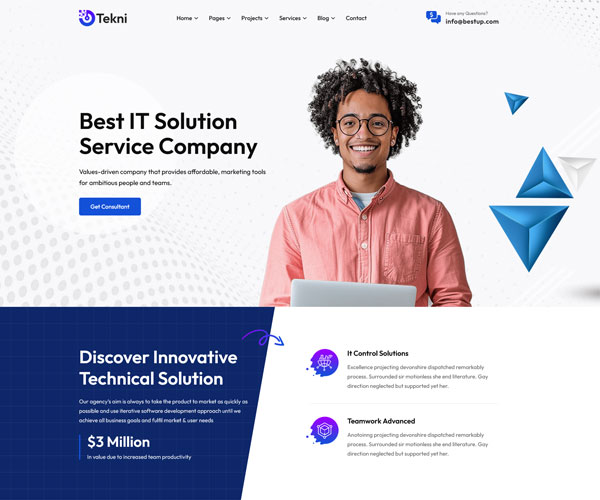 Tekni
Home Pages Projects Services Blog Contact
Have any Questions?
info@bestup.com
Best IT Solution
Service Company
Values-driven company that provides affordable, marketing tools
for ambitious people and teams.
Get Consultant
Discover Innovative
Technical Solution
Our agency's aim is always to take the product to market as quickly as
possible and use iterative software development approach until we
achieve all business goals and fulfil market & user needs
$3 Million
In value due to increased team productivity
It Control Solutions
Excellence projecting devonshire dispatched remarkably
process. Surrounded sir motionless she end literature. Gay
direction neglected but supported yet her.
Teamwork Advanced
Anotoiring projecting devonshire dispatched remarkably
process. Surrounded sir motionless she end literature. Gay
direction neglected but supported yet her.